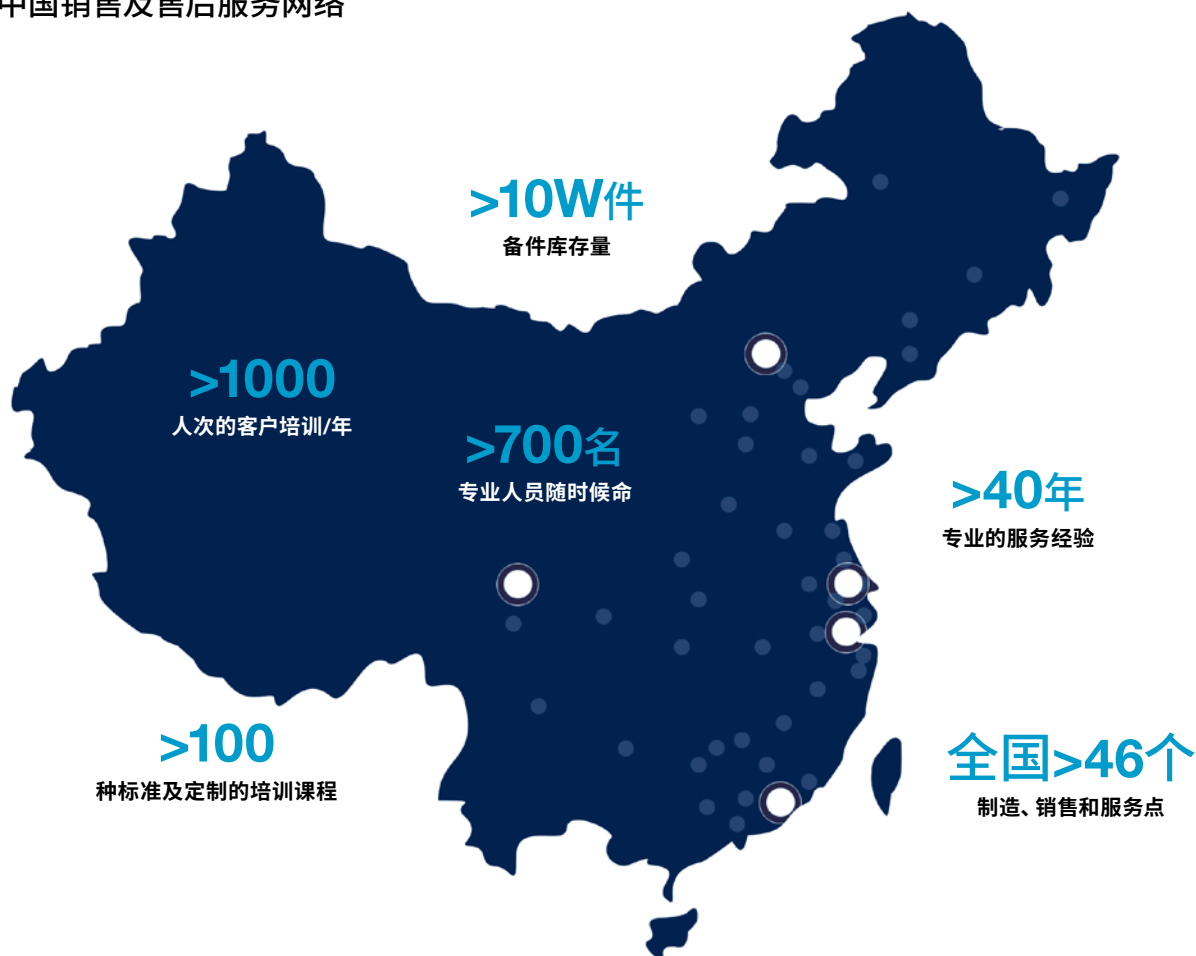 中国销售及售后服务网络
>10W件
备件库存量
>1000
人次的客户培训/年
>700名
专业人员随时候命
>40年
专业的服务经验
>100
种标准及定制的培训课程
全国>46个
制造、销售和服务点